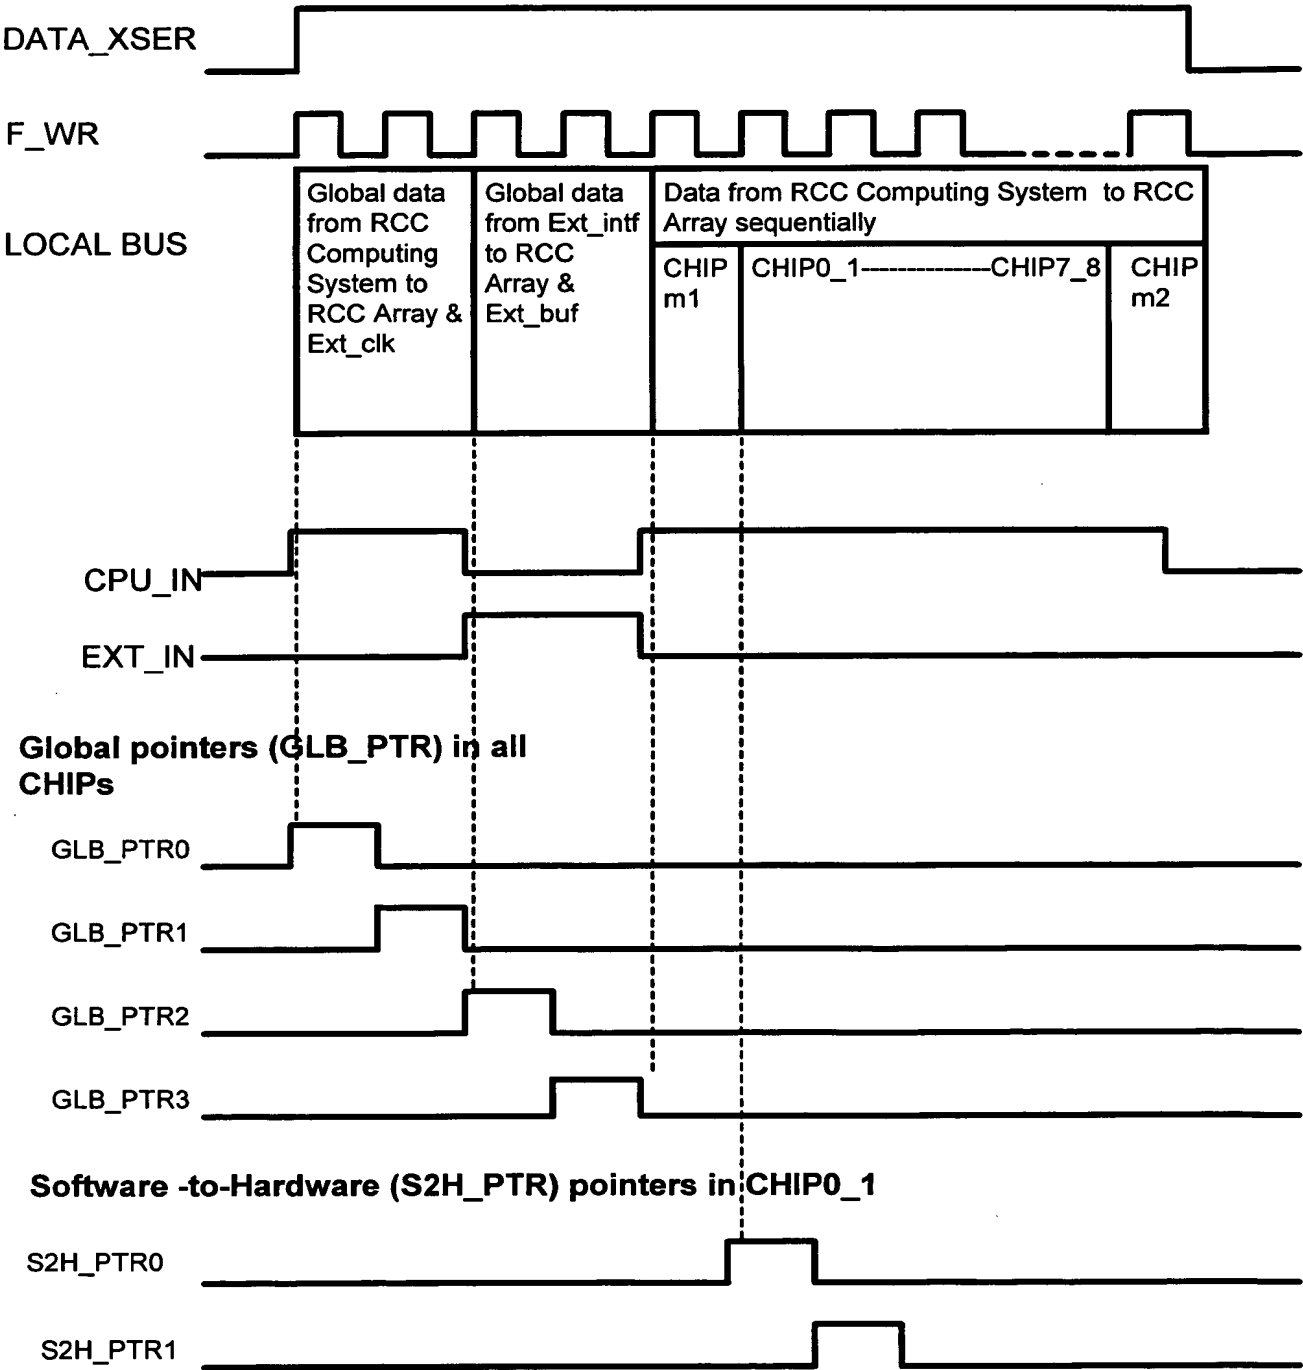 DATA_XSER
F_WR
LOCAL BUS
Global data
from RCC
Computing
System to
RCC Array &
Ext_clk
Global data
from Ext_intf
to RCC
Array &
Ext_buf
Data from RCC Computing System to RCC
Array sequentially
CHIP
m1
CHIP0_1--------------CHIP7_8
CHIP
m2
CPU_IN
EXT_IN
Global pointers (GLB_PTR) in all
CHIPs
GLB_PTR0
GLB_PTR1
GLB_PTR2
GLB_PTR3
Software -to-Hardware (S2H_PTR) pointers in CHIP0_1
S2H_PTR0
S2H_PTR1